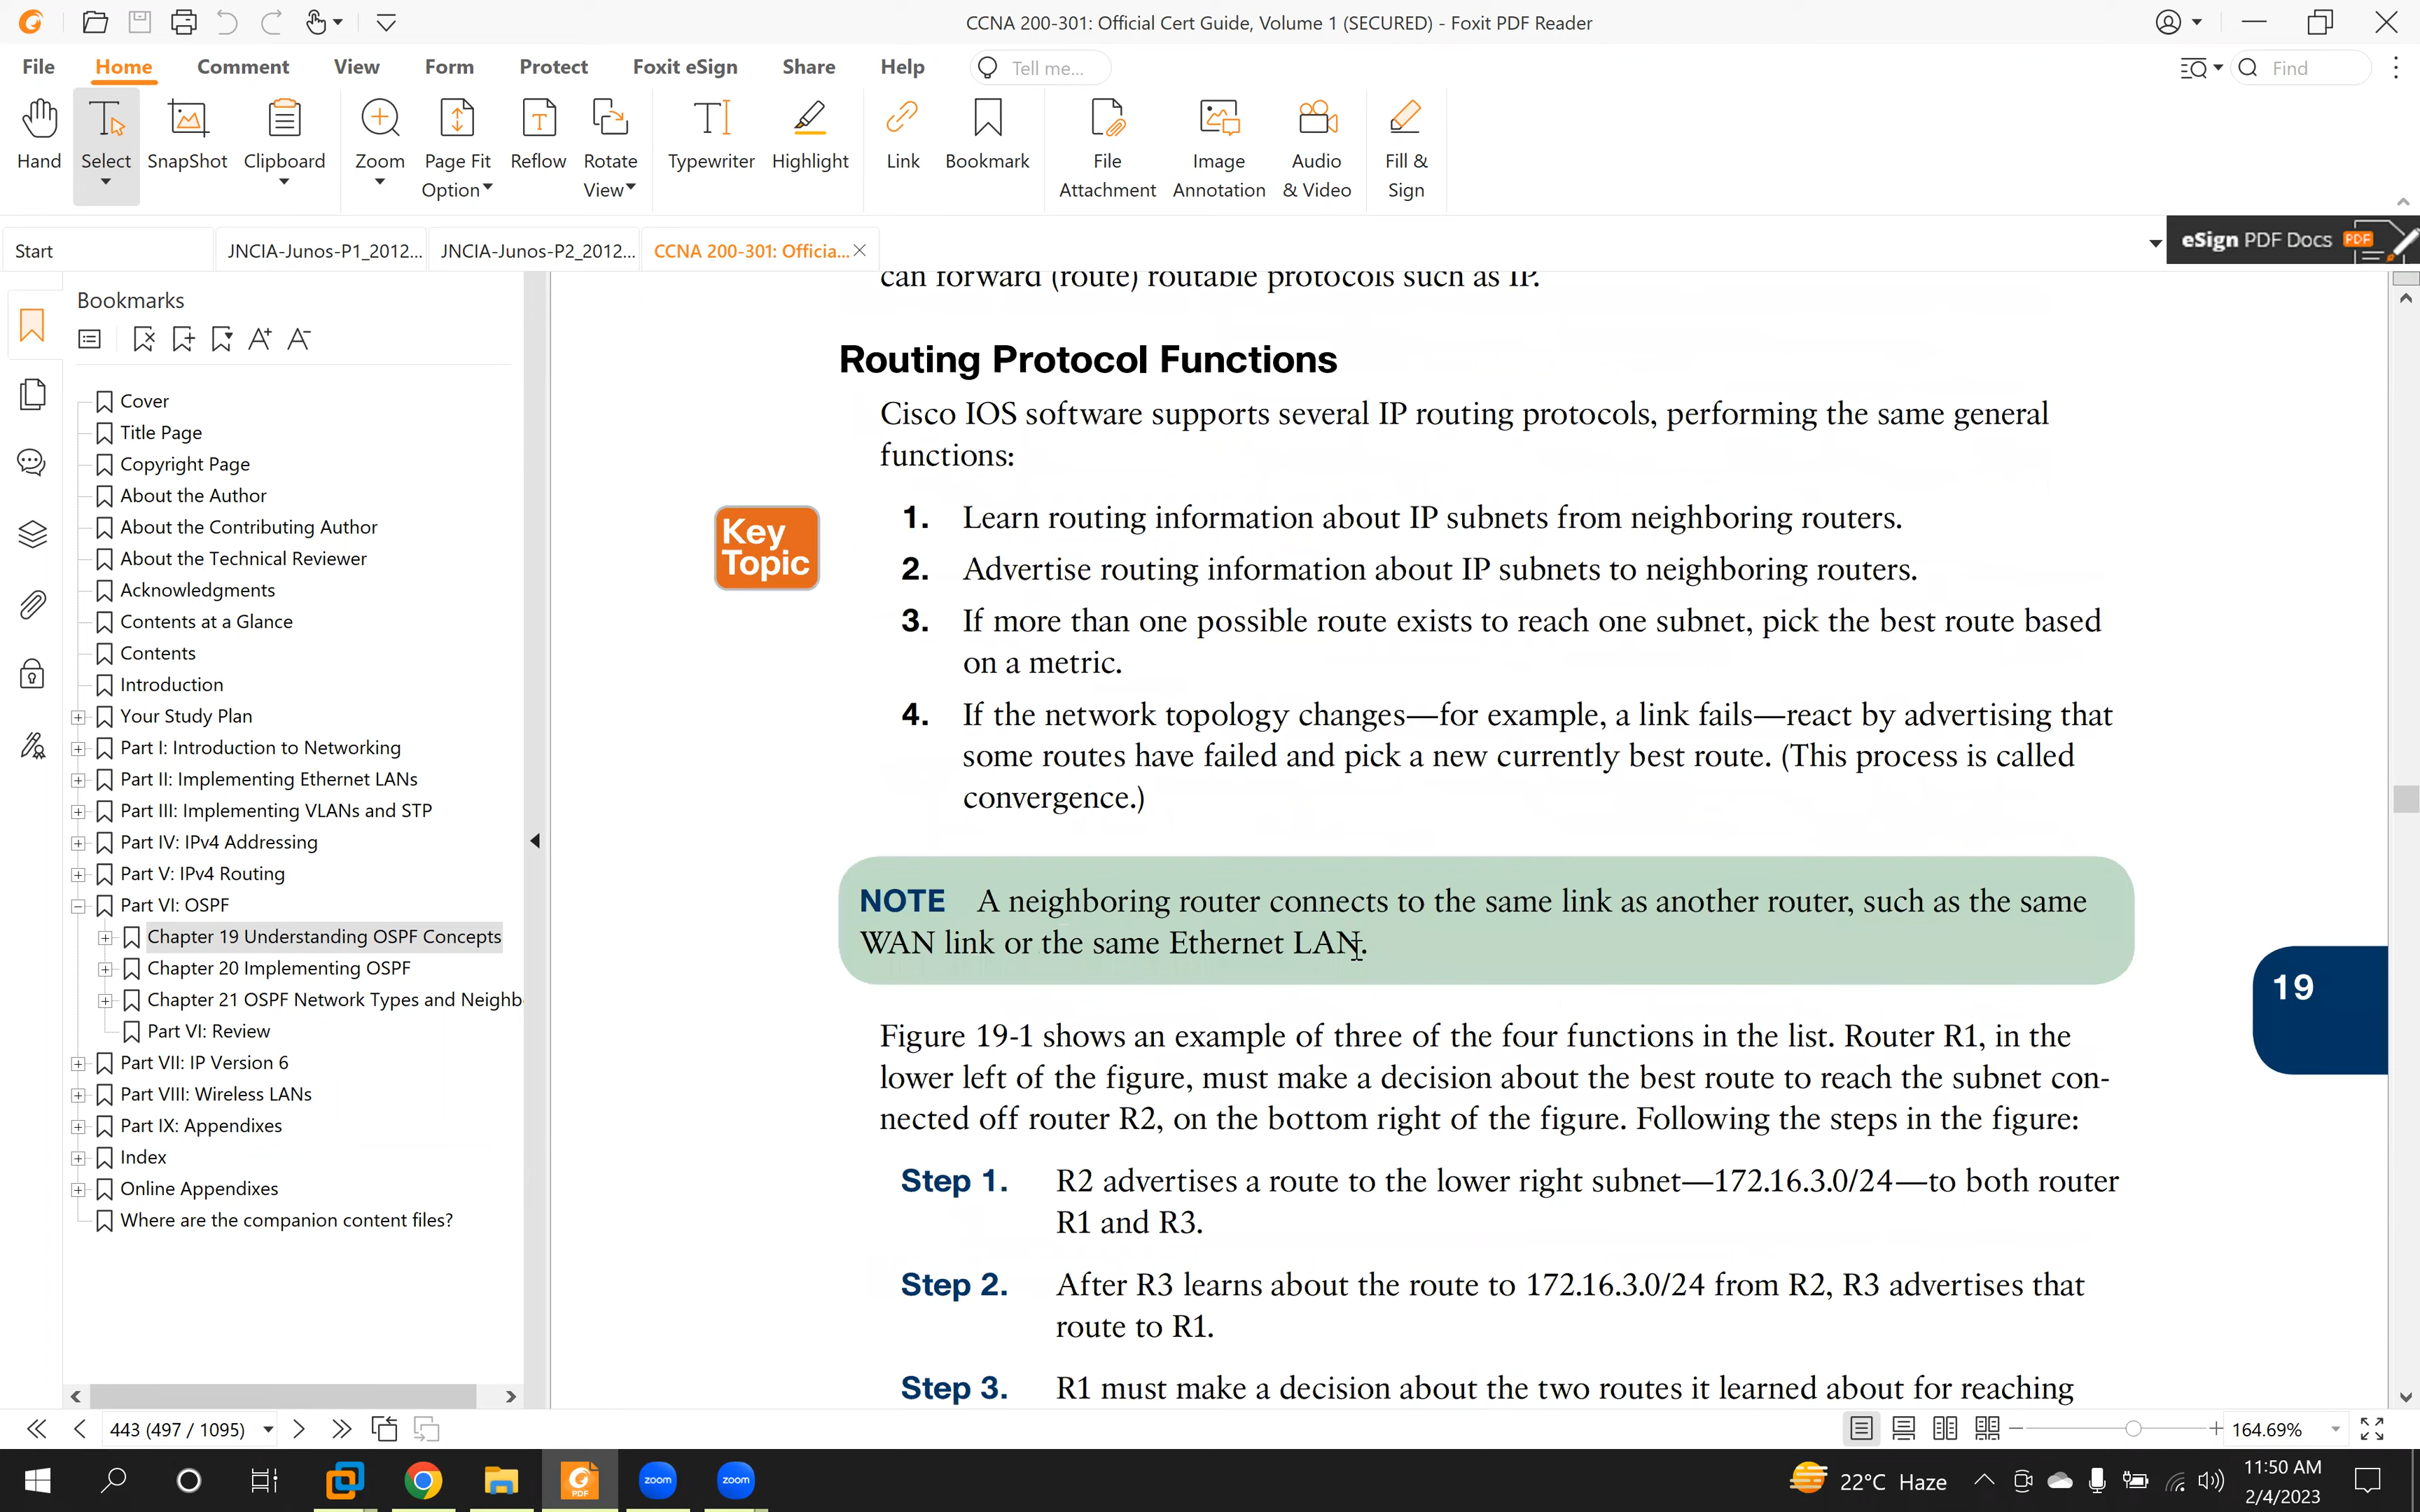 CCNA 200-301: Official Cert Guide, Volume 1 (SECURED) - Foxit PDF Reader
File Home Comment View Form Protect Foxit eSign Share Help Tell me... Find
Hand Select SnapShot Clipboard Zoom Page Fit Option Reflow Rotate View Typewriter Highlight Link Bookmark File Attachment Image Annotation Audio & Video Fill & Sign
Start JNCIA-Junos-P1_2012... JNCIA-Junos-P2_2012... CCNA 200-301: Officia... eSign PDF Docs PDF
Bookmarks
Cover
Title Page
Copyright Page
About the Author
About the Contributing Author
About the Technical Reviewer
Acknowledgments
Contents at a Glance
Contents
Introduction
Your Study Plan
Part I: Introduction to Networking
Part II: Implementing Ethernet LANs
Part III: Implementing VLANs and STP
Part IV: IPv4 Addressing
Part V: IPv4 Routing
Part VI: OSPF
Chapter 19 Understanding OSPF Concepts
Chapter 20 Implementing OSPF
Chapter 21 OSPF Network Types and Neighb
Part VI: Review
Part VII: IP Version 6
Part VIII: Wireless LANs
Part IX: Appendixes
Index
Online Appendixes
Where are the companion content files?
can forward (route) routable protocols such as IP.
Routing Protocol Functions
Cisco IOS software supports several IP routing protocols, performing the same general
functions:
Key
Topic
1. Learn routing information about IP subnets from neighboring routers.
2. Advertise routing information about IP subnets to neighboring routers.
3. If more than one possible route exists to reach one subnet, pick the best route based
on a metric.
4. If the network topology changes—for example, a link fails—react by advertising that
some routes have failed and pick a new currently best route. (This process is called
convergence.)
NOTE A neighboring router connects to the same link as another router, such as the same
WAN link or the same Ethernet LAN.
19
Figure 19-1 shows an example of three of the four functions in the list. Router R1, in the
lower left of the figure, must make a decision about the best route to reach the subnet con-
nected off router R2, on the bottom right of the figure. Following the steps in the figure:
Step 1. R2 advertises a route to the lower right subnet—172.16.3.0/24—to both router
R1 and R3.
Step 2. After R3 learns about the route to 172.16.3.0/24 from R2, R3 advertises that
route to R1.
Step 3. R1 must make a decision about the two routes it learned about for reaching
443 (497 / 1095) 164.69%
PDF zoom zoom 22°C Haze 11:50 AM
2/4/2023